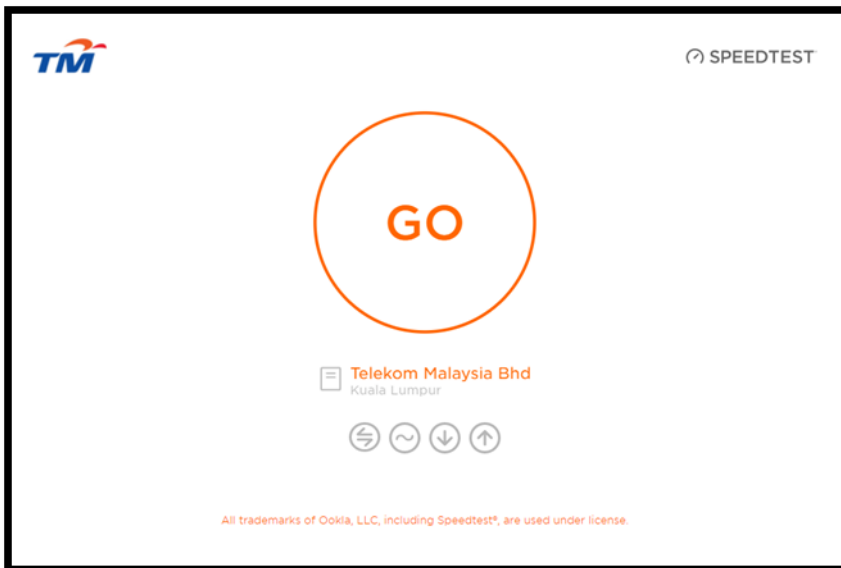 TM
SPEEDTEST
GO
Telekom Malaysia Bhd
Kuala Lumpur
All trademarks of Ookla, LLC, including Speedtest®, are used under license.